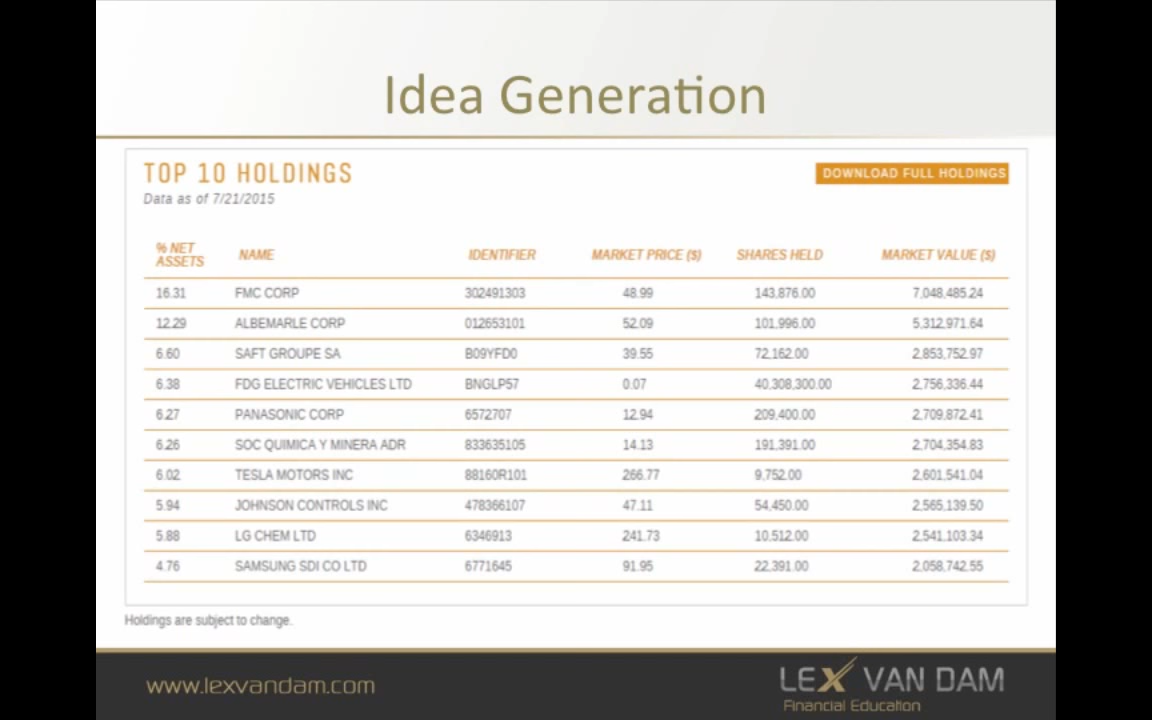 Idea Generation
TOP 10 HOLDINGS
DOWNLOAD FULL HOLDINGS
Data as of 7/21/2015
% NET ASSETS NAME IDENTIFIER MARKET PRICE ($) SHARES HELD MARKET VALUE ($)
16.31 FMC CORP 302491303 48.99 143,876.00 7,048,485.24
12.29 ALBEMARLE CORP 012653101 52.09 101,996.00 5,312,971.64
6.60 SAFT GROUPE SA B09YFD0 39.55 72,162.00 2,853,752.97
6.38 FDG ELECTRIC VEHICLES LTD BNGLP57 0.07 40,308,300.00 2,756,336.44
6.27 PANASONIC CORP 6572707 12.94 209,400.00 2,709,872.41
6.26 SOC QUIMICA Y MINERA ADR 833635105 14.13 191,391.00 2,704,354.83
6.02 TESLA MOTORS INC 88160R101 266.77 9,752.00 2,601,541.04
5.94 JOHNSON CONTROLS INC 478366107 47.11 54,450.00 2,565,139.50
5.88 LG CHEM LTD 6346913 241.73 10,512.00 2,541,103.34
4.76 SAMSUNG SDI CO LTD 6771645 91.95 22,391.00 2,058,742.55
Holdings are subject to change.
www.lexvandam.com
LEX VAN DAM
Financial Education